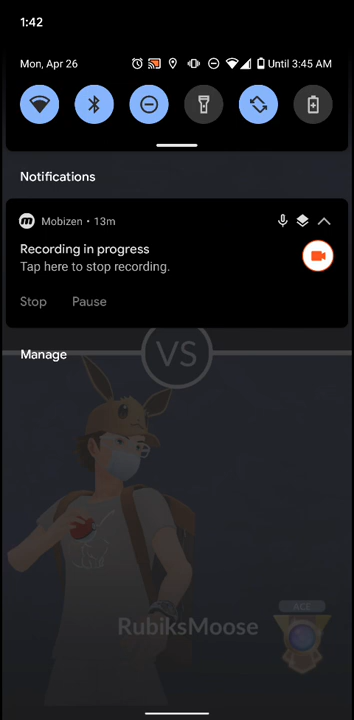 1:42
Mon, Apr 26
Until 3:45 AM
Notifications
Mobizen • 13m
Recording in progress
Tap here to stop recording.
Stop Pause
Manage
VS
RubiksMoose
ACE